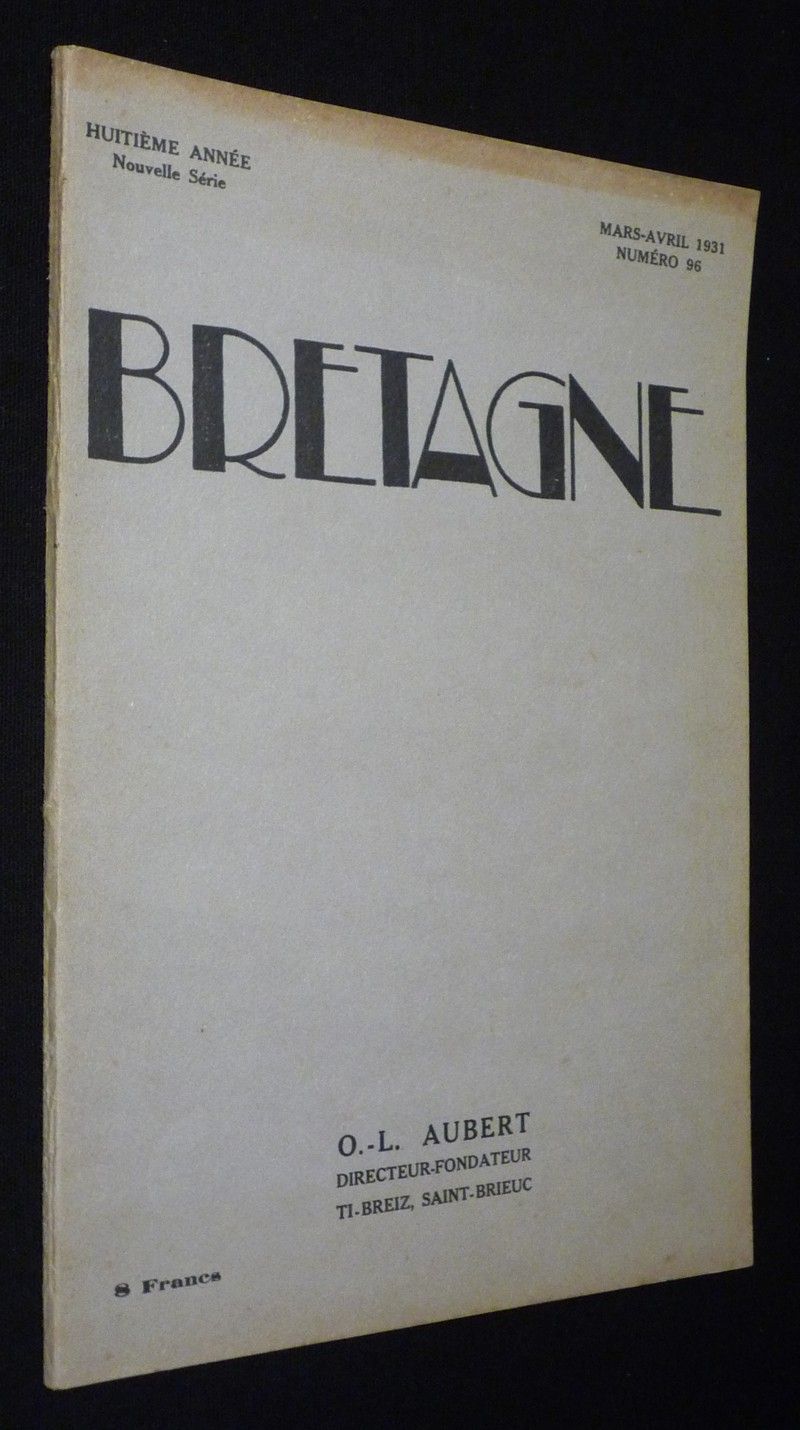 HUITIÈME ANNÉE
Nouvelle Série
MARS-AVRIL 1931
NUMÉRO 96
BRETAGNE
O.-L. AUBERT
DIRECTEUR-FONDATEUR
TI-BREIZ, SAINT-BRIEUC
8 Francs